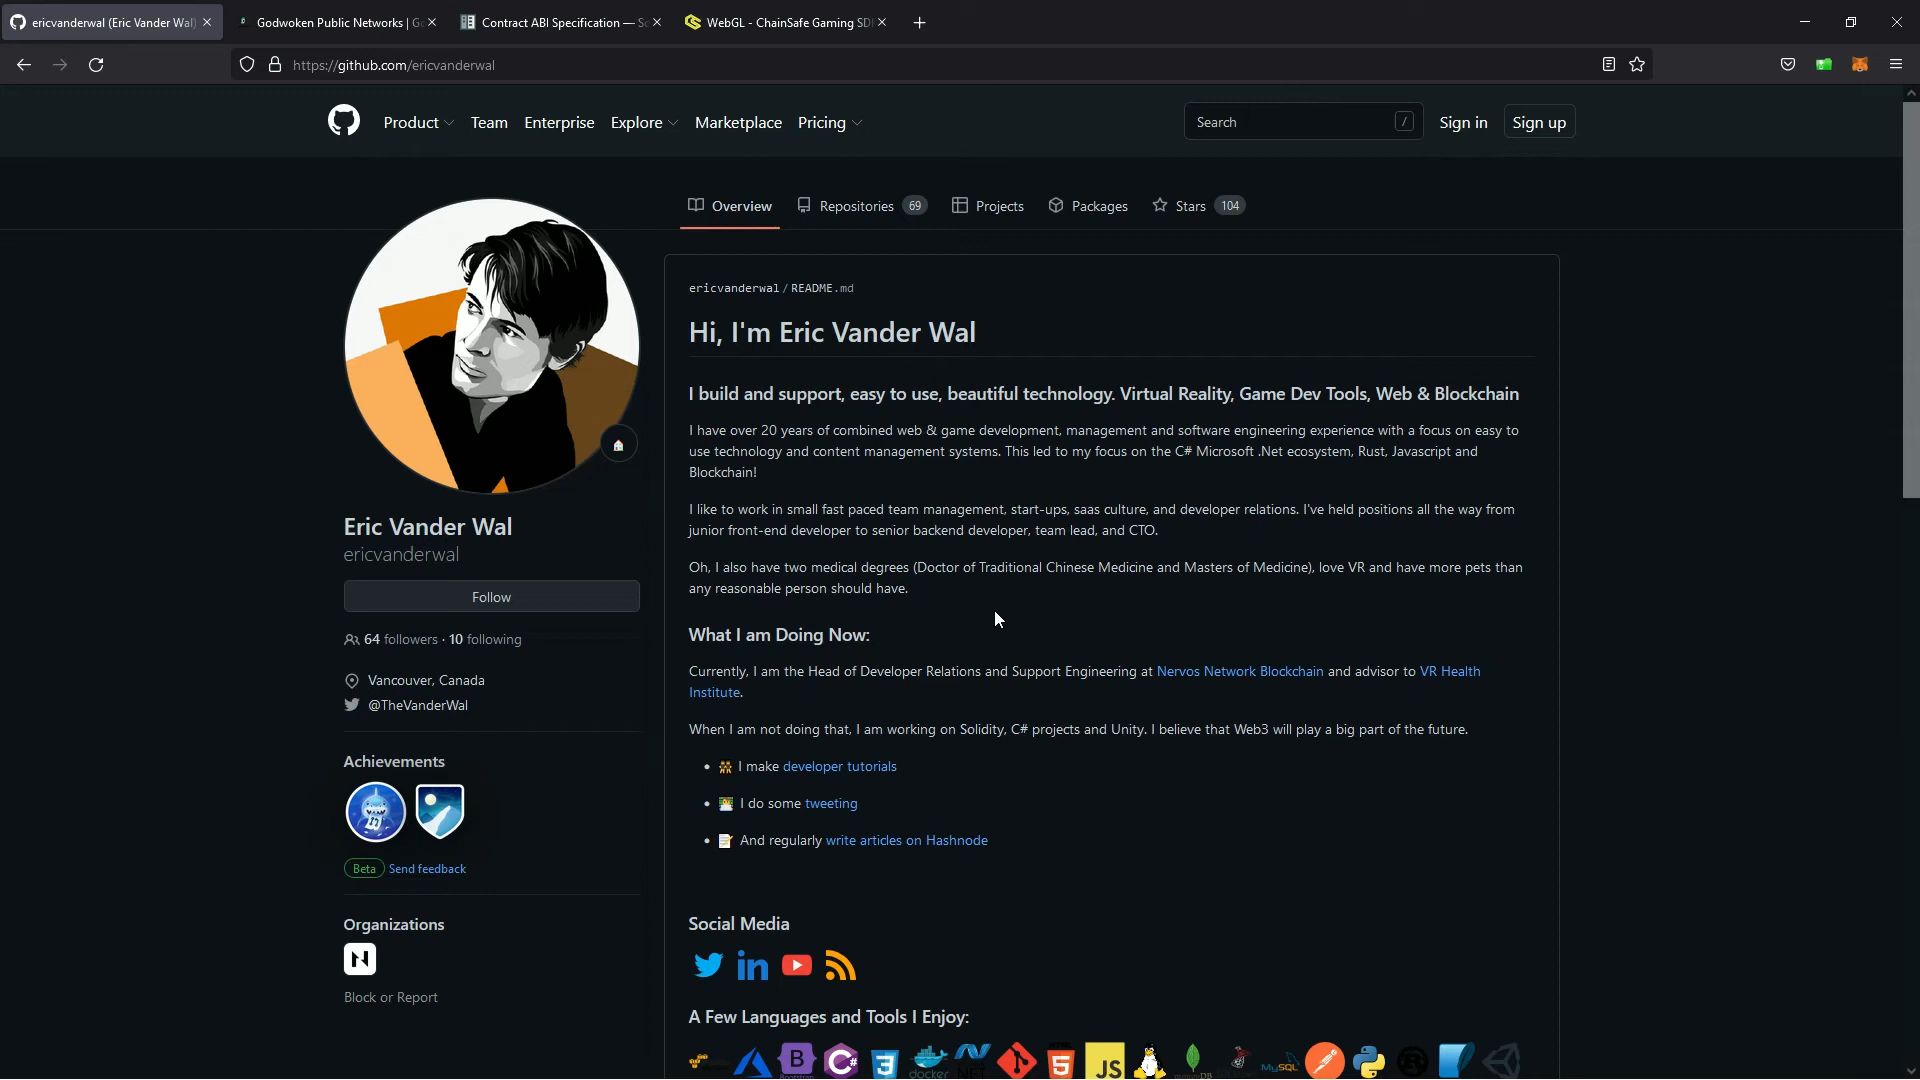 ericvanderwal (Eric Vander Wal)
Godwoken Public Networks | G
Contract ABI Specification — So
WebGL - ChainSafe Gaming SD
https://github.com/ericvanderwal
Product
Team
Enterprise
Explore
Marketplace
Pricing
Search
/
Sign in
Sign up
Overview
Repositories 69
Projects
Packages
Stars 104
ericvanderwal / README.md
Hi, I'm Eric Vander Wal
I build and support, easy to use, beautiful technology. Virtual Reality, Game Dev Tools, Web & Blockchain
I have over 20 years of combined web & game development, management and software engineering experience with a focus on easy to
use technology and content management systems. This led to my focus on the C# Microsoft .Net ecosystem, Rust, Javascript and
Blockchain!
I like to work in small fast paced team management, start-ups, saas culture, and developer relations. I've held positions all the way from
junior front-end developer to senior backend developer, team lead, and CTO.
Oh, I also have two medical degrees (Doctor of Traditional Chinese Medicine and Masters of Medicine), love VR and have more pets than
any reasonable person should have.
What I am Doing Now:
Currently, I am the Head of Developer Relations and Support Engineering at Nervos Network Blockchain and advisor to VR Health
Institute.
When I am not doing that, I am working on Solidity, C# projects and Unity. I believe that Web3 will play a big part of the future.
I make developer tutorials
I do some tweeting
And regularly write articles on Hashnode
Social Media
in
A Few Languages and Tools I Enjoy:
B
C#
3
docker
NET
5
JS
MySQL
Eric Vander Wal
ericvanderwal
Follow
64 followers · 10 following
Vancouver, Canada
@TheVanderWal
Achievements
Beta Send feedback
Organizations
Block or Report